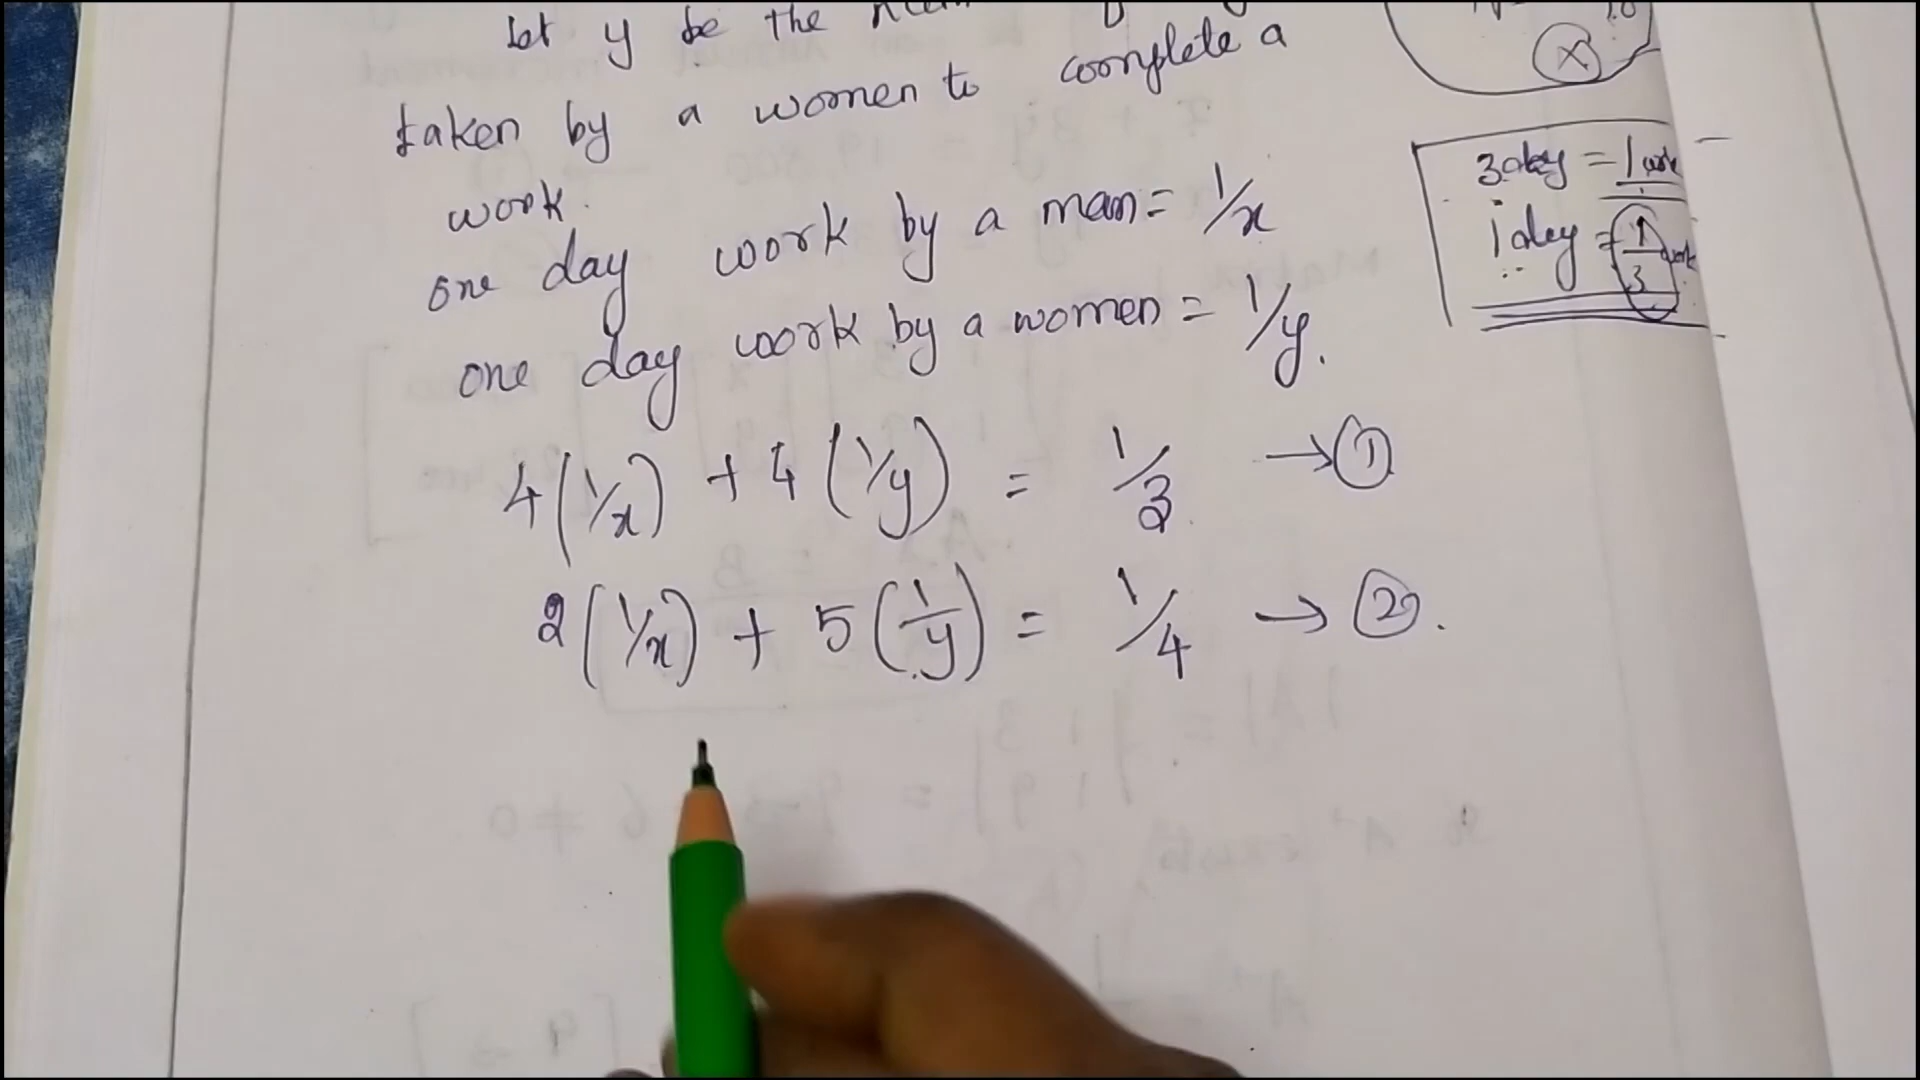 let y be the
taken by a women to complete a
work.
one day work by a man = 1/x
one day work by a women = 1/y.
4(1/x) + 4(1/y) = 1/3 → ①
2(1/x) + 5(1/y) = 1/4 → ②.
x
3 day = 1 work
1 day = 1/3 work